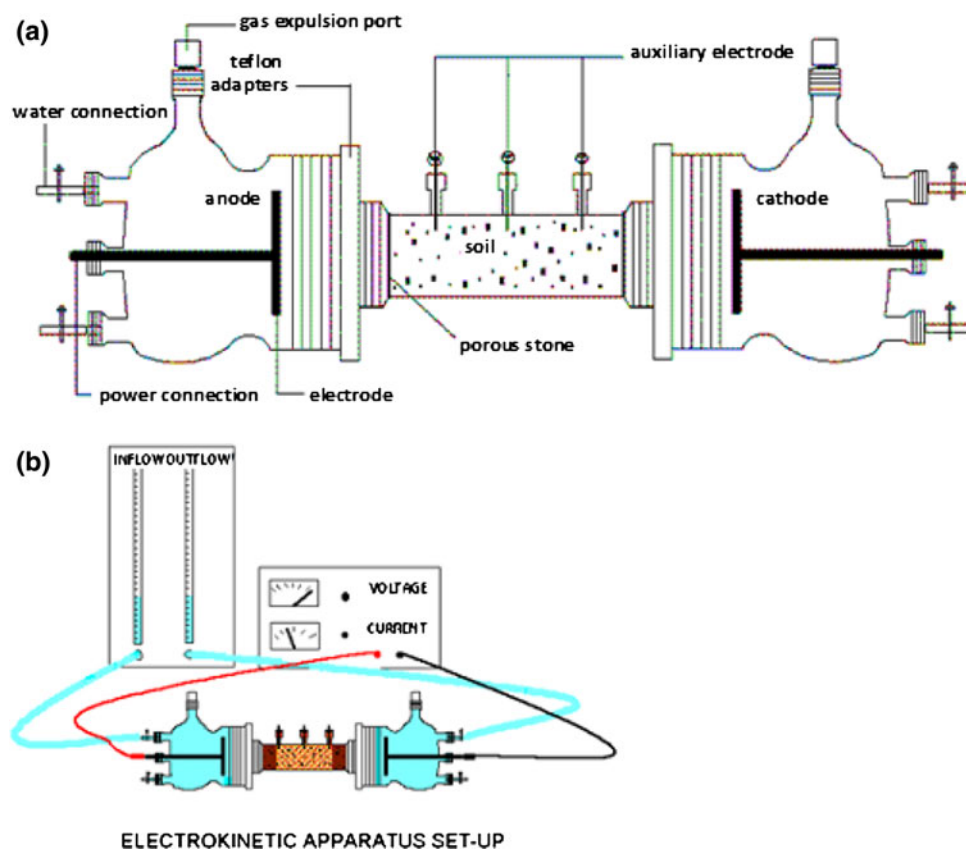 (a)
gas expulsion port
auxiliary electrode
teflon
adapters
water connection
anode
cathode
soil
porous stone
power connection
electrode
(b)
INFLOW OUTFLOW
VOLTAGE
CURRENT
ELECTROKINETIC APPARATUS SET-UP